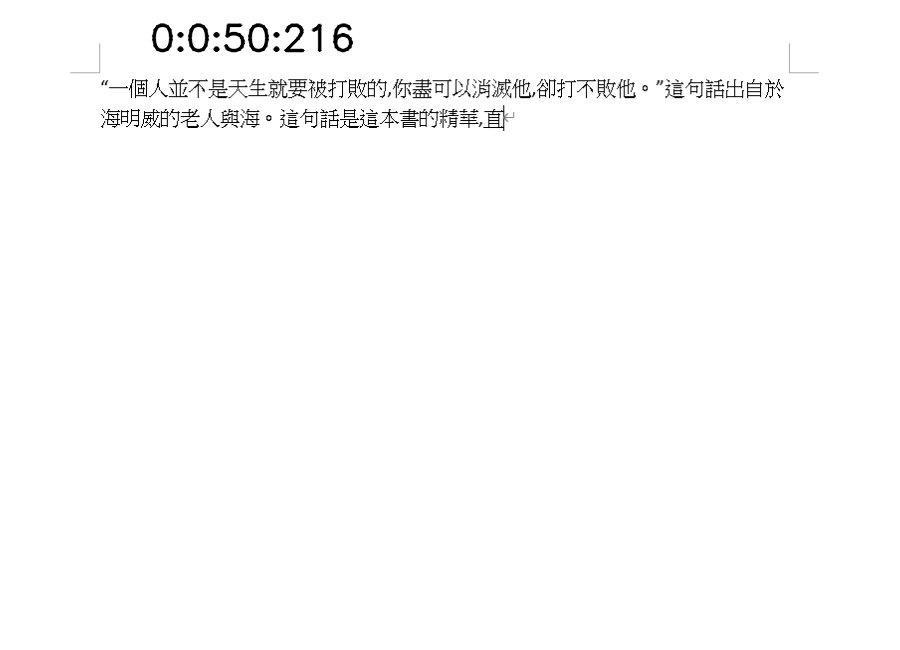 0:0:50:216
“一個人並不是天生就要被打敗的,你盡可以消滅他,卻打不敗他。”這句話出自於
海明威的老人與海。這句話是這本書的精華,直